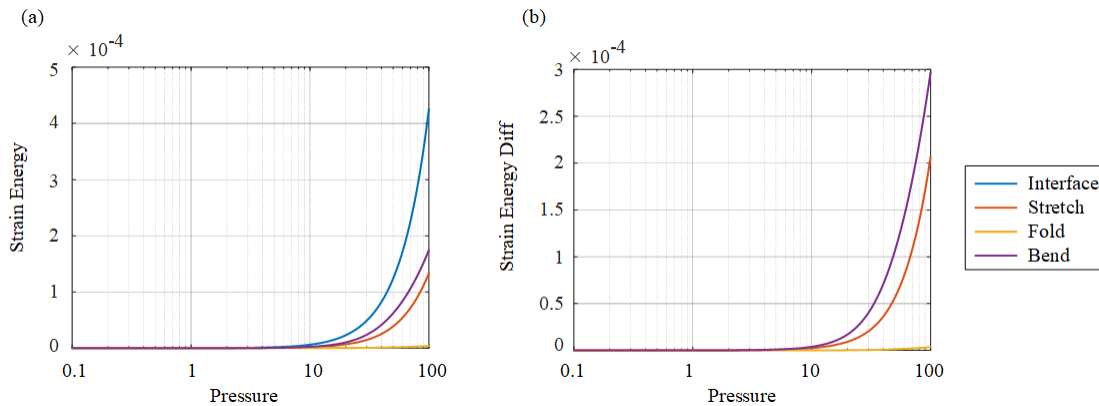 (a)
(b)
× 10-4
5
4
3
2
1
0
Strain Energy
0.1
1
10
100
Pressure
× 10-4
3
2.5
2
1.5
1
0.5
0
Strain Energy Diff
0.1
1
10
100
Pressure
Interface
Stretch
Fold
Bend